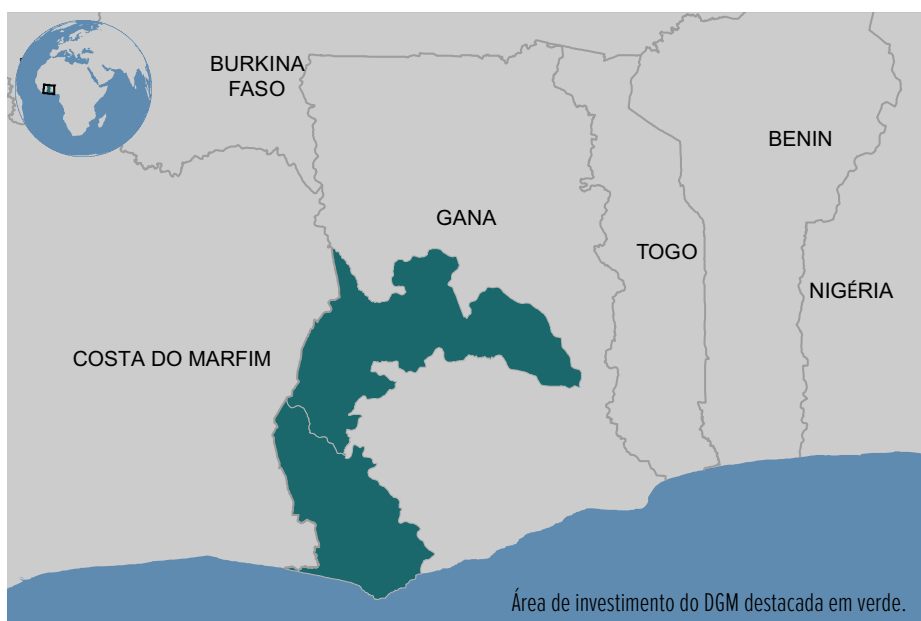 BURKINA
FASO
BENIN
GANA
TOGO
NIGÉRIA
COSTA DO MARFIM
Área de investimento do DGM destacada em verde.